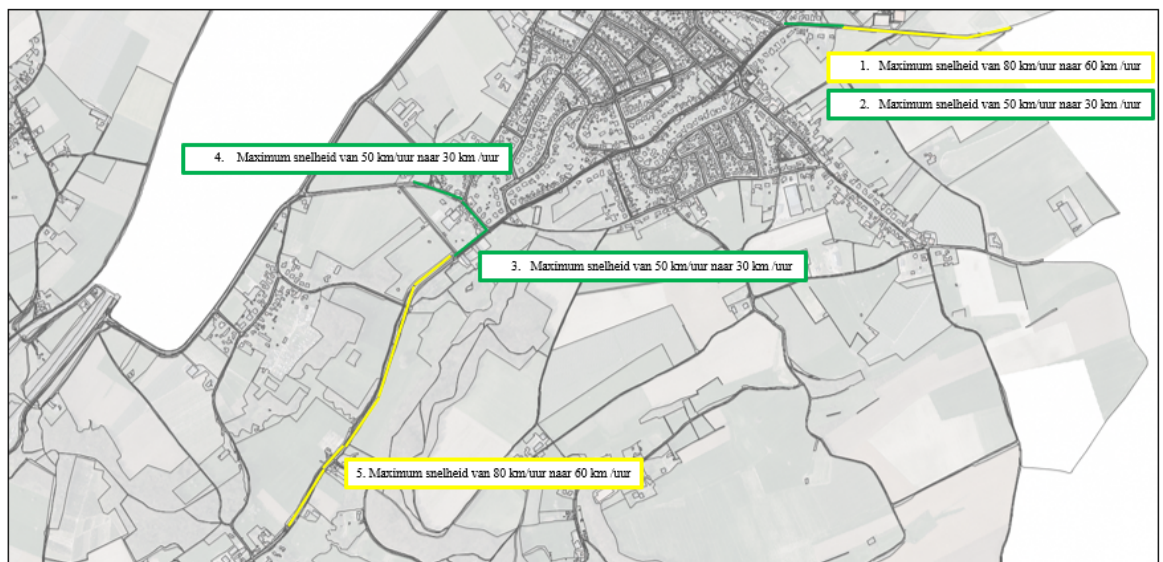 1. Maximum snelheid van 80 km/uur naar 60 km /uur
2. Maximum snelheid van 50 km/uur naar 30 km /uur
4. Maximum snelheid van 50 km/uur naar 30 km /uur
3. Maximum snelheid van 50 km/uur naar 30 km /uur
5. Maximum snelheid van 80 km/uur naar 60 km /uur